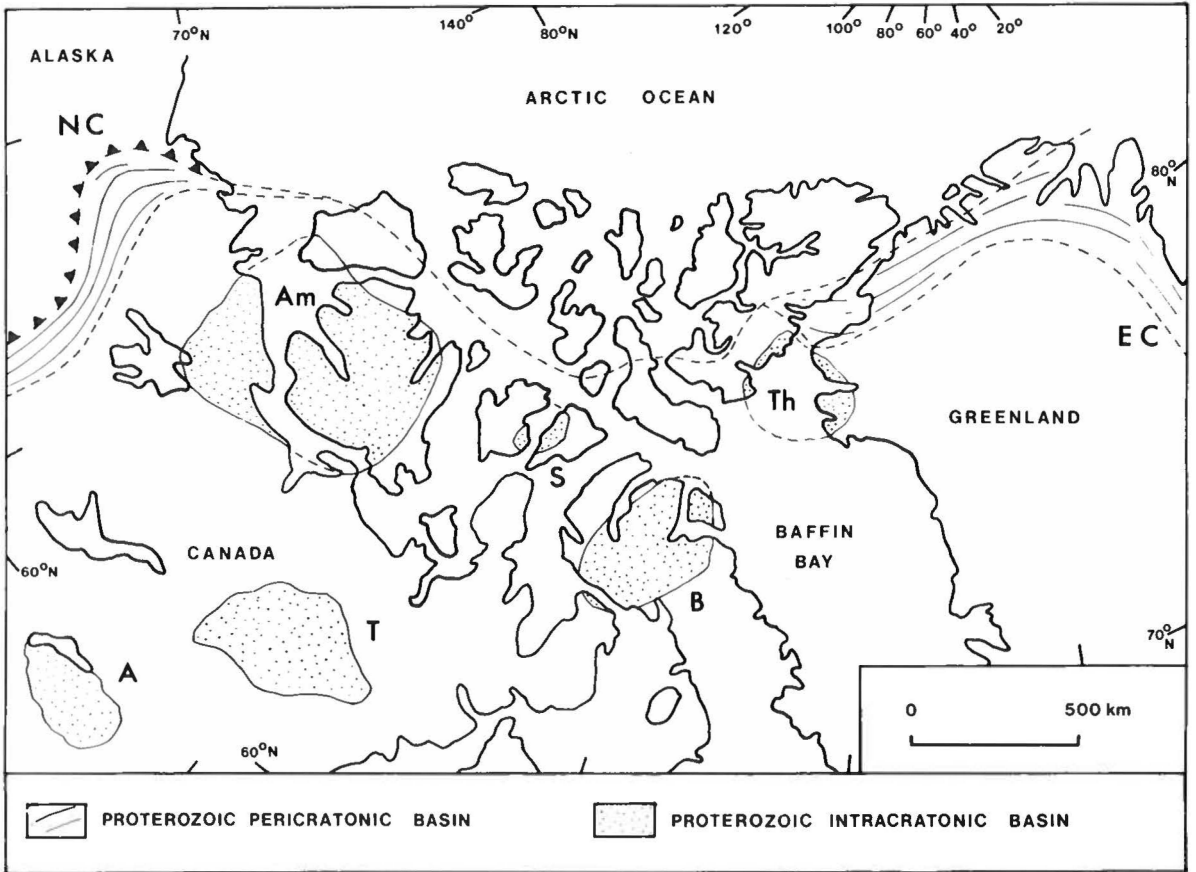 70°N
140°
80°N
120°
100° 80° 60° 40° 20°
ALASKA
ARCTIC OCEAN
NC
80°N
Am
EC
Th
GREENLAND
S
CANADA
BAFFIN
BAY
60°N
B
T
70°N
A
0 500 km
60°N
PROTEROZOIC PERICRATONIC BASIN
PROTEROZOIC INTRACRATONIC BASIN